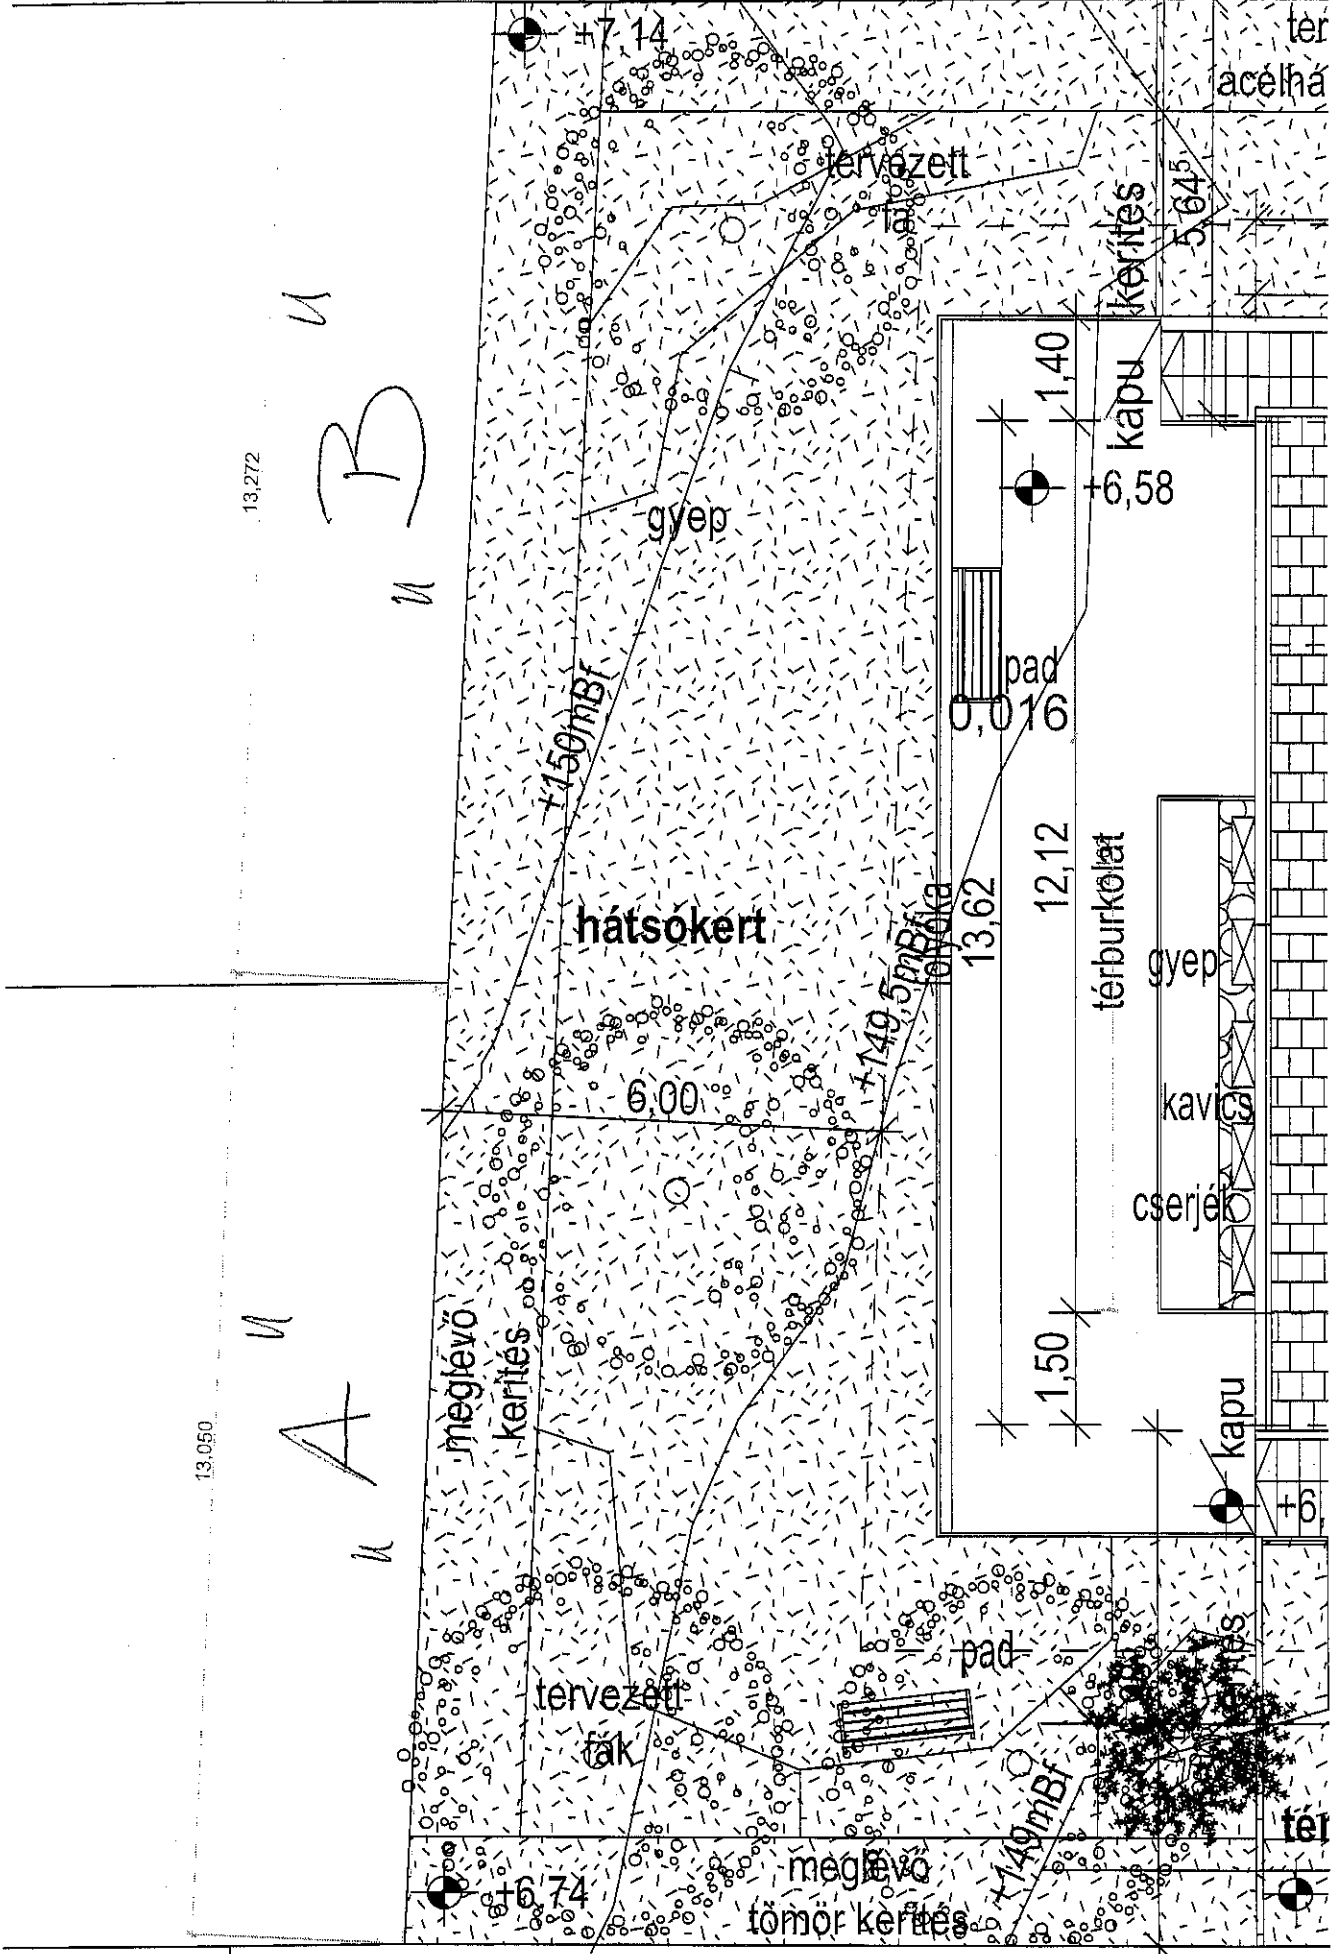 +7,14
tér
acélhá
tervezett
fa
kerítés
5,64⁵
1,40
kapu
+6,58
13,272
"B"
gyep
+150mBf
pad
0,016
hátsókert
12,12
13,62
folyóka
+149,5mBf
térburkolat
gyep
kavics
cserjék
6,00
meglévő
kerítés
13,050
"A"
1,50
kapu
+6,
pad
tervezett
fák
meglévő
tömör kerítés
+149mBf
+6,74
tér